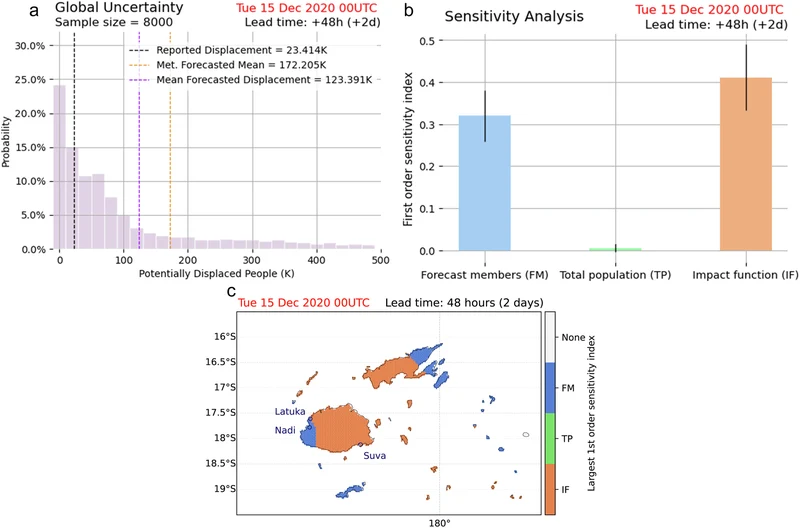 a
Global Uncertainty
Sample size = 8000
Tue 15 Dec 2020 00UTC
Lead time: +48h (+2d)
Reported Displacement = 23.414K
Met. Forecasted Mean = 172.205K
Mean Forecasted Displacement = 123.391K
30.0%
25.0%
20.0%
15.0%
10.0%
5.0%
0.0%
Probability
0 100 200 300 400 500
Potentially Displaced People (K)
b
Sensitivity Analysis
Tue 15 Dec 2020 00UTC
Lead time: +48h (+2d)
0.5
0.4
0.3
0.2
0.1
0.0
First order sensitivity index
Forecast members (FM) Total population (TP) Impact function (IF)
c
Tue 15 Dec 2020 00UTC Lead time: 48 hours (2 days)
16°S
16.5°S
17°S
17.5°S
18°S
18.5°S
19°S
Latuka
Nadi
Suva
180°
None
FM
TP
IF
Largest 1st order sensitivity index